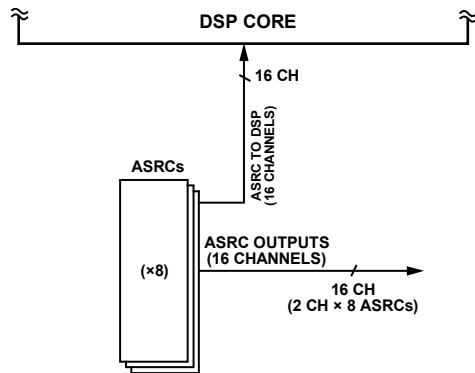 DSP CORE
16 CH
ASRC TO DSP
(16 CHANNELS)
ASRCs
(×8)
ASRC OUTPUTS
(16 CHANNELS)
16 CH
(2 CH × 8 ASRCs)